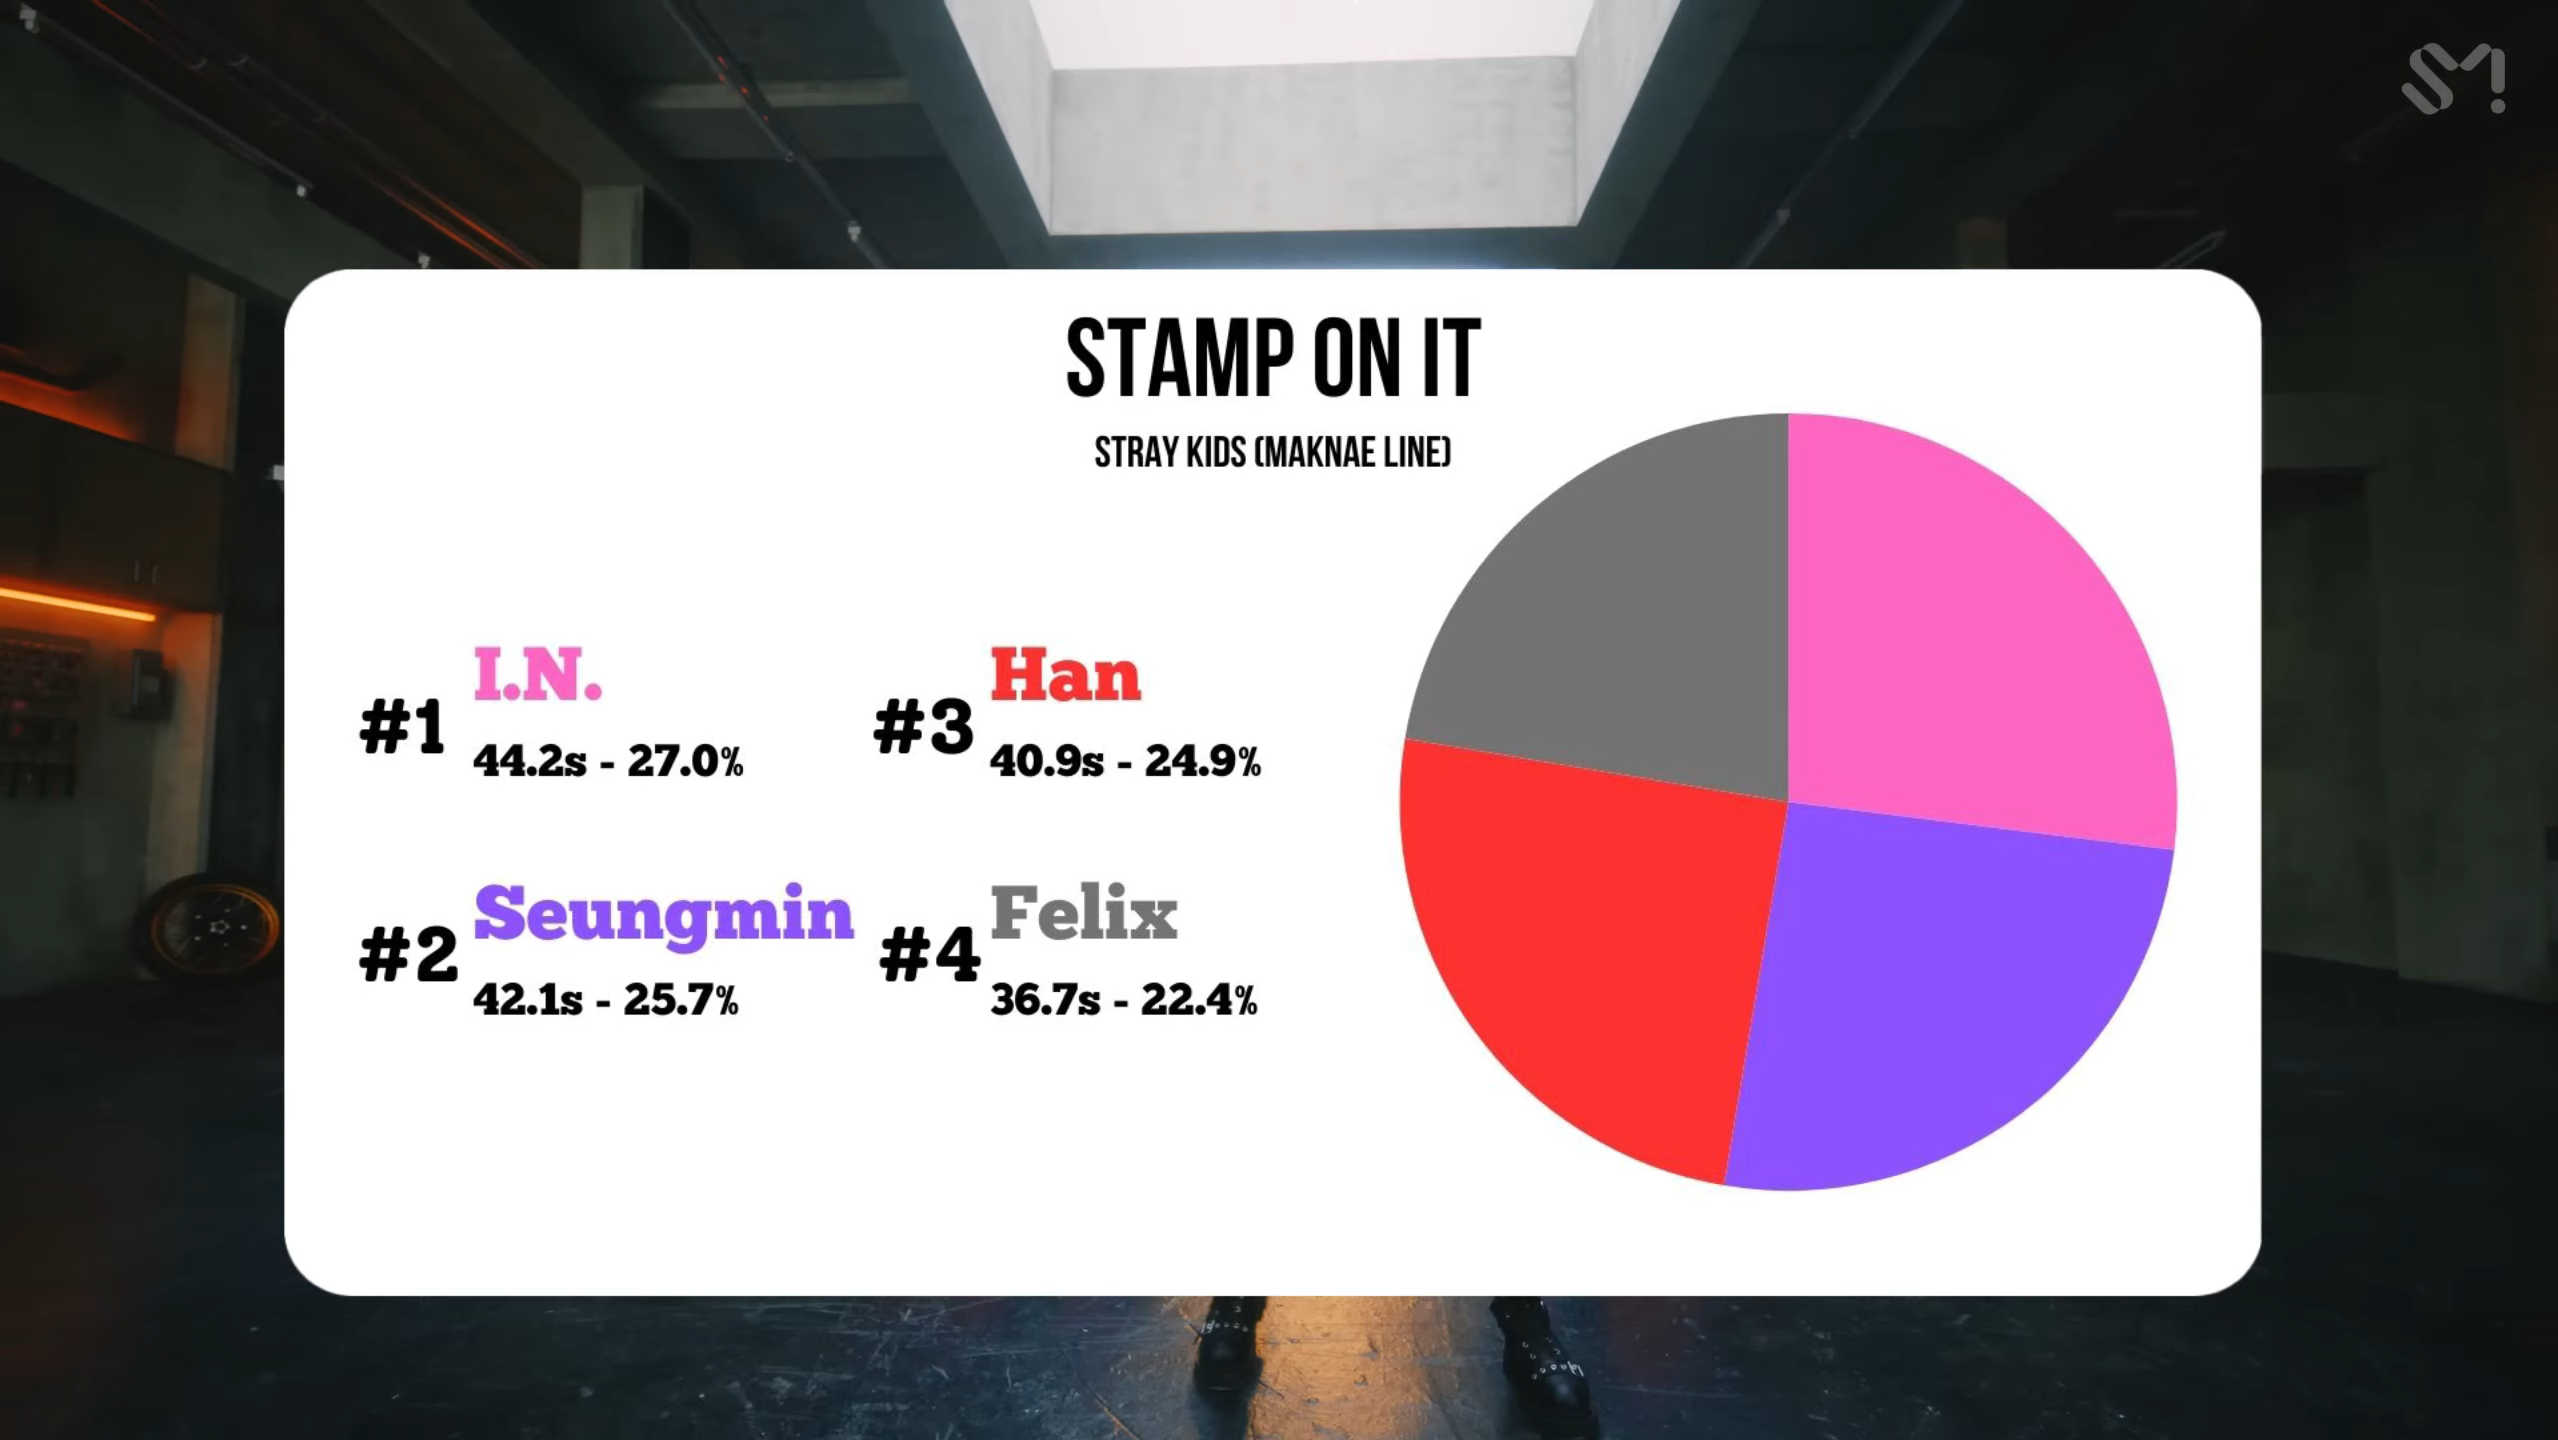 SM
STAMP ON IT
STRAY KIDS (MAKNAE LINE)
#1 I.N.
44.2s - 27.0%
#2 Seungmin
42.1s - 25.7%
#3 Han
40.9s - 24.9%
#4 Felix
36.7s - 22.4%